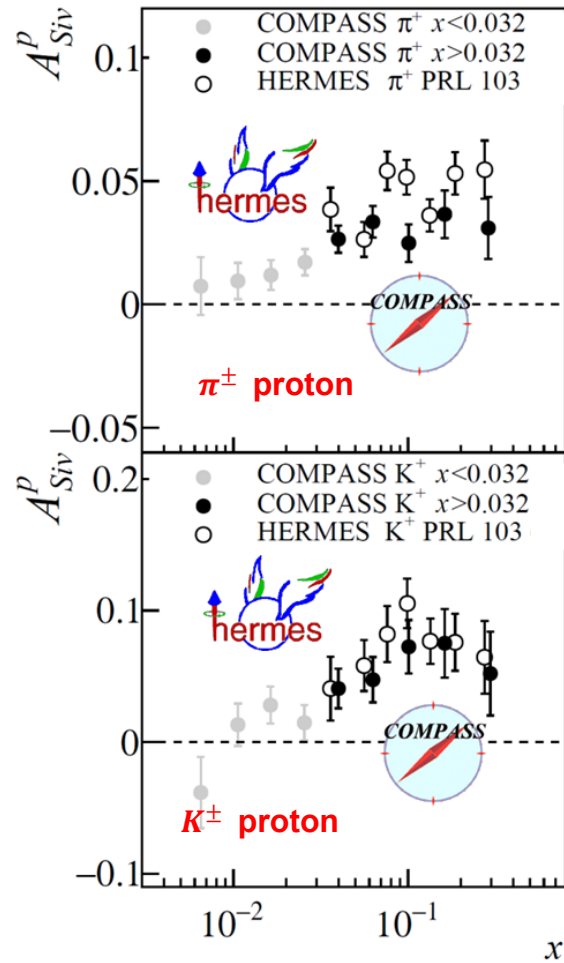 A^p_Siv
COMPASS π⁺ x<0.032
COMPASS π⁺ x>0.032
HERMES π⁺ PRL 103
0.1
0.05
0
−0.05
hermes
COMPASS
π± proton
A^p_Siv
COMPASS K⁺ x<0.032
COMPASS K⁺ x>0.032
HERMES K⁺ PRL 103
0.2
0.1
0
−0.1
hermes
COMPASS
K± proton
10⁻²
10⁻¹
x